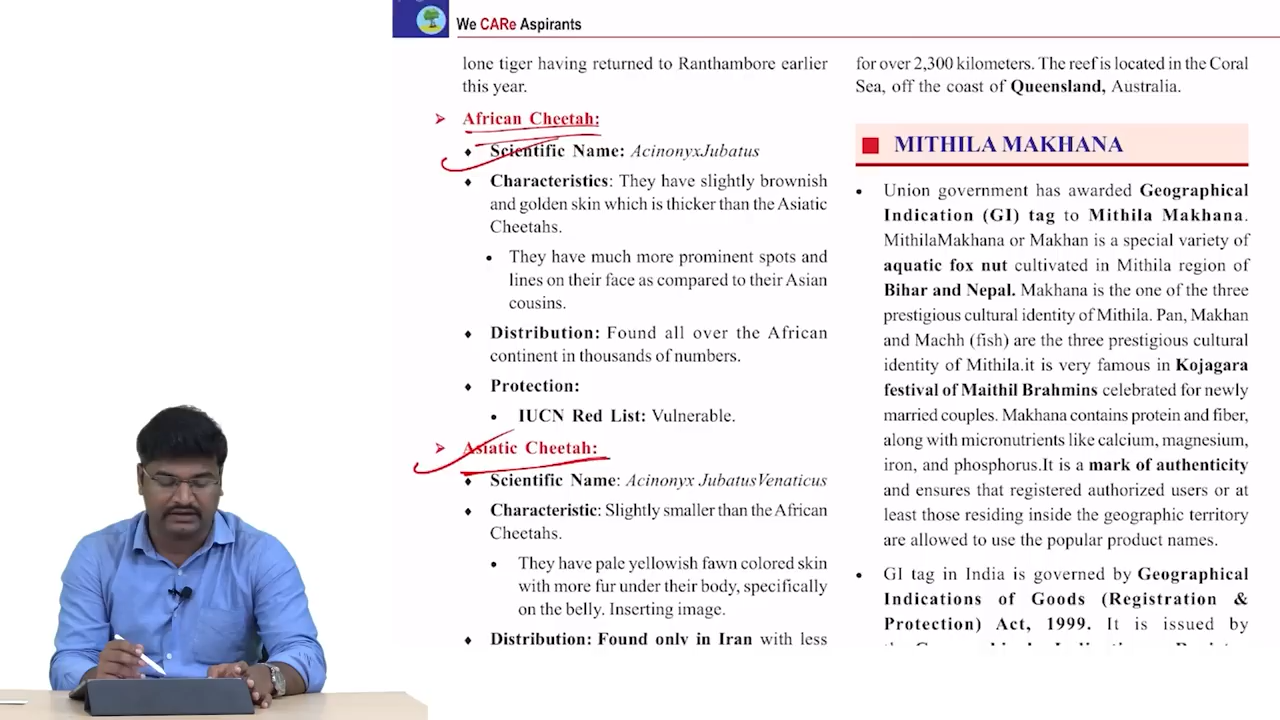 We CARe Aspirants
lone tiger having returned to Ranthambore earlier
this year.
➢ African Cheetah:
♦ Scientific Name: AcinonyxJubatus
♦ Characteristics: They have slightly brownish
and golden skin which is thicker than the Asiatic
Cheetahs.
• They have much more prominent spots and
lines on their face as compared to their Asian
cousins.
♦ Distribution: Found all over the African
continent in thousands of numbers.
♦ Protection:
• IUCN Red List: Vulnerable.
➢ Asiatic Cheetah:
♦ Scientific Name: Acinonyx JubatusVenaticus
♦ Characteristic: Slightly smaller than the African
Cheetahs.
• They have pale yellowish fawn colored skin
with more fur under their body, specifically
on the belly. Inserting image.
♦ Distribution: Found only in Iran with less
for over 2,300 kilometers. The reef is located in the Coral
Sea, off the coast of Queensland, Australia.
MITHILA MAKHANA
• Union government has awarded Geographical
Indication (GI) tag to Mithila Makhana.
MithilaMakhana or Makhan is a special variety of
aquatic fox nut cultivated in Mithila region of
Bihar and Nepal. Makhana is the one of the three
prestigious cultural identity of Mithila. Pan, Makhan
and Machh (fish) are the three prestigious cultural
identity of Mithila.it is very famous in Kojagara
festival of Maithil Brahmins celebrated for newly
married couples. Makhana contains protein and fiber,
along with micronutrients like calcium, magnesium,
iron, and phosphorus.It is a mark of authenticity
and ensures that registered authorized users or at
least those residing inside the geographic territory
are allowed to use the popular product names.
• GI tag in India is governed by Geographical
Indications of Goods (Registration &
Protection) Act, 1999. It is issued by